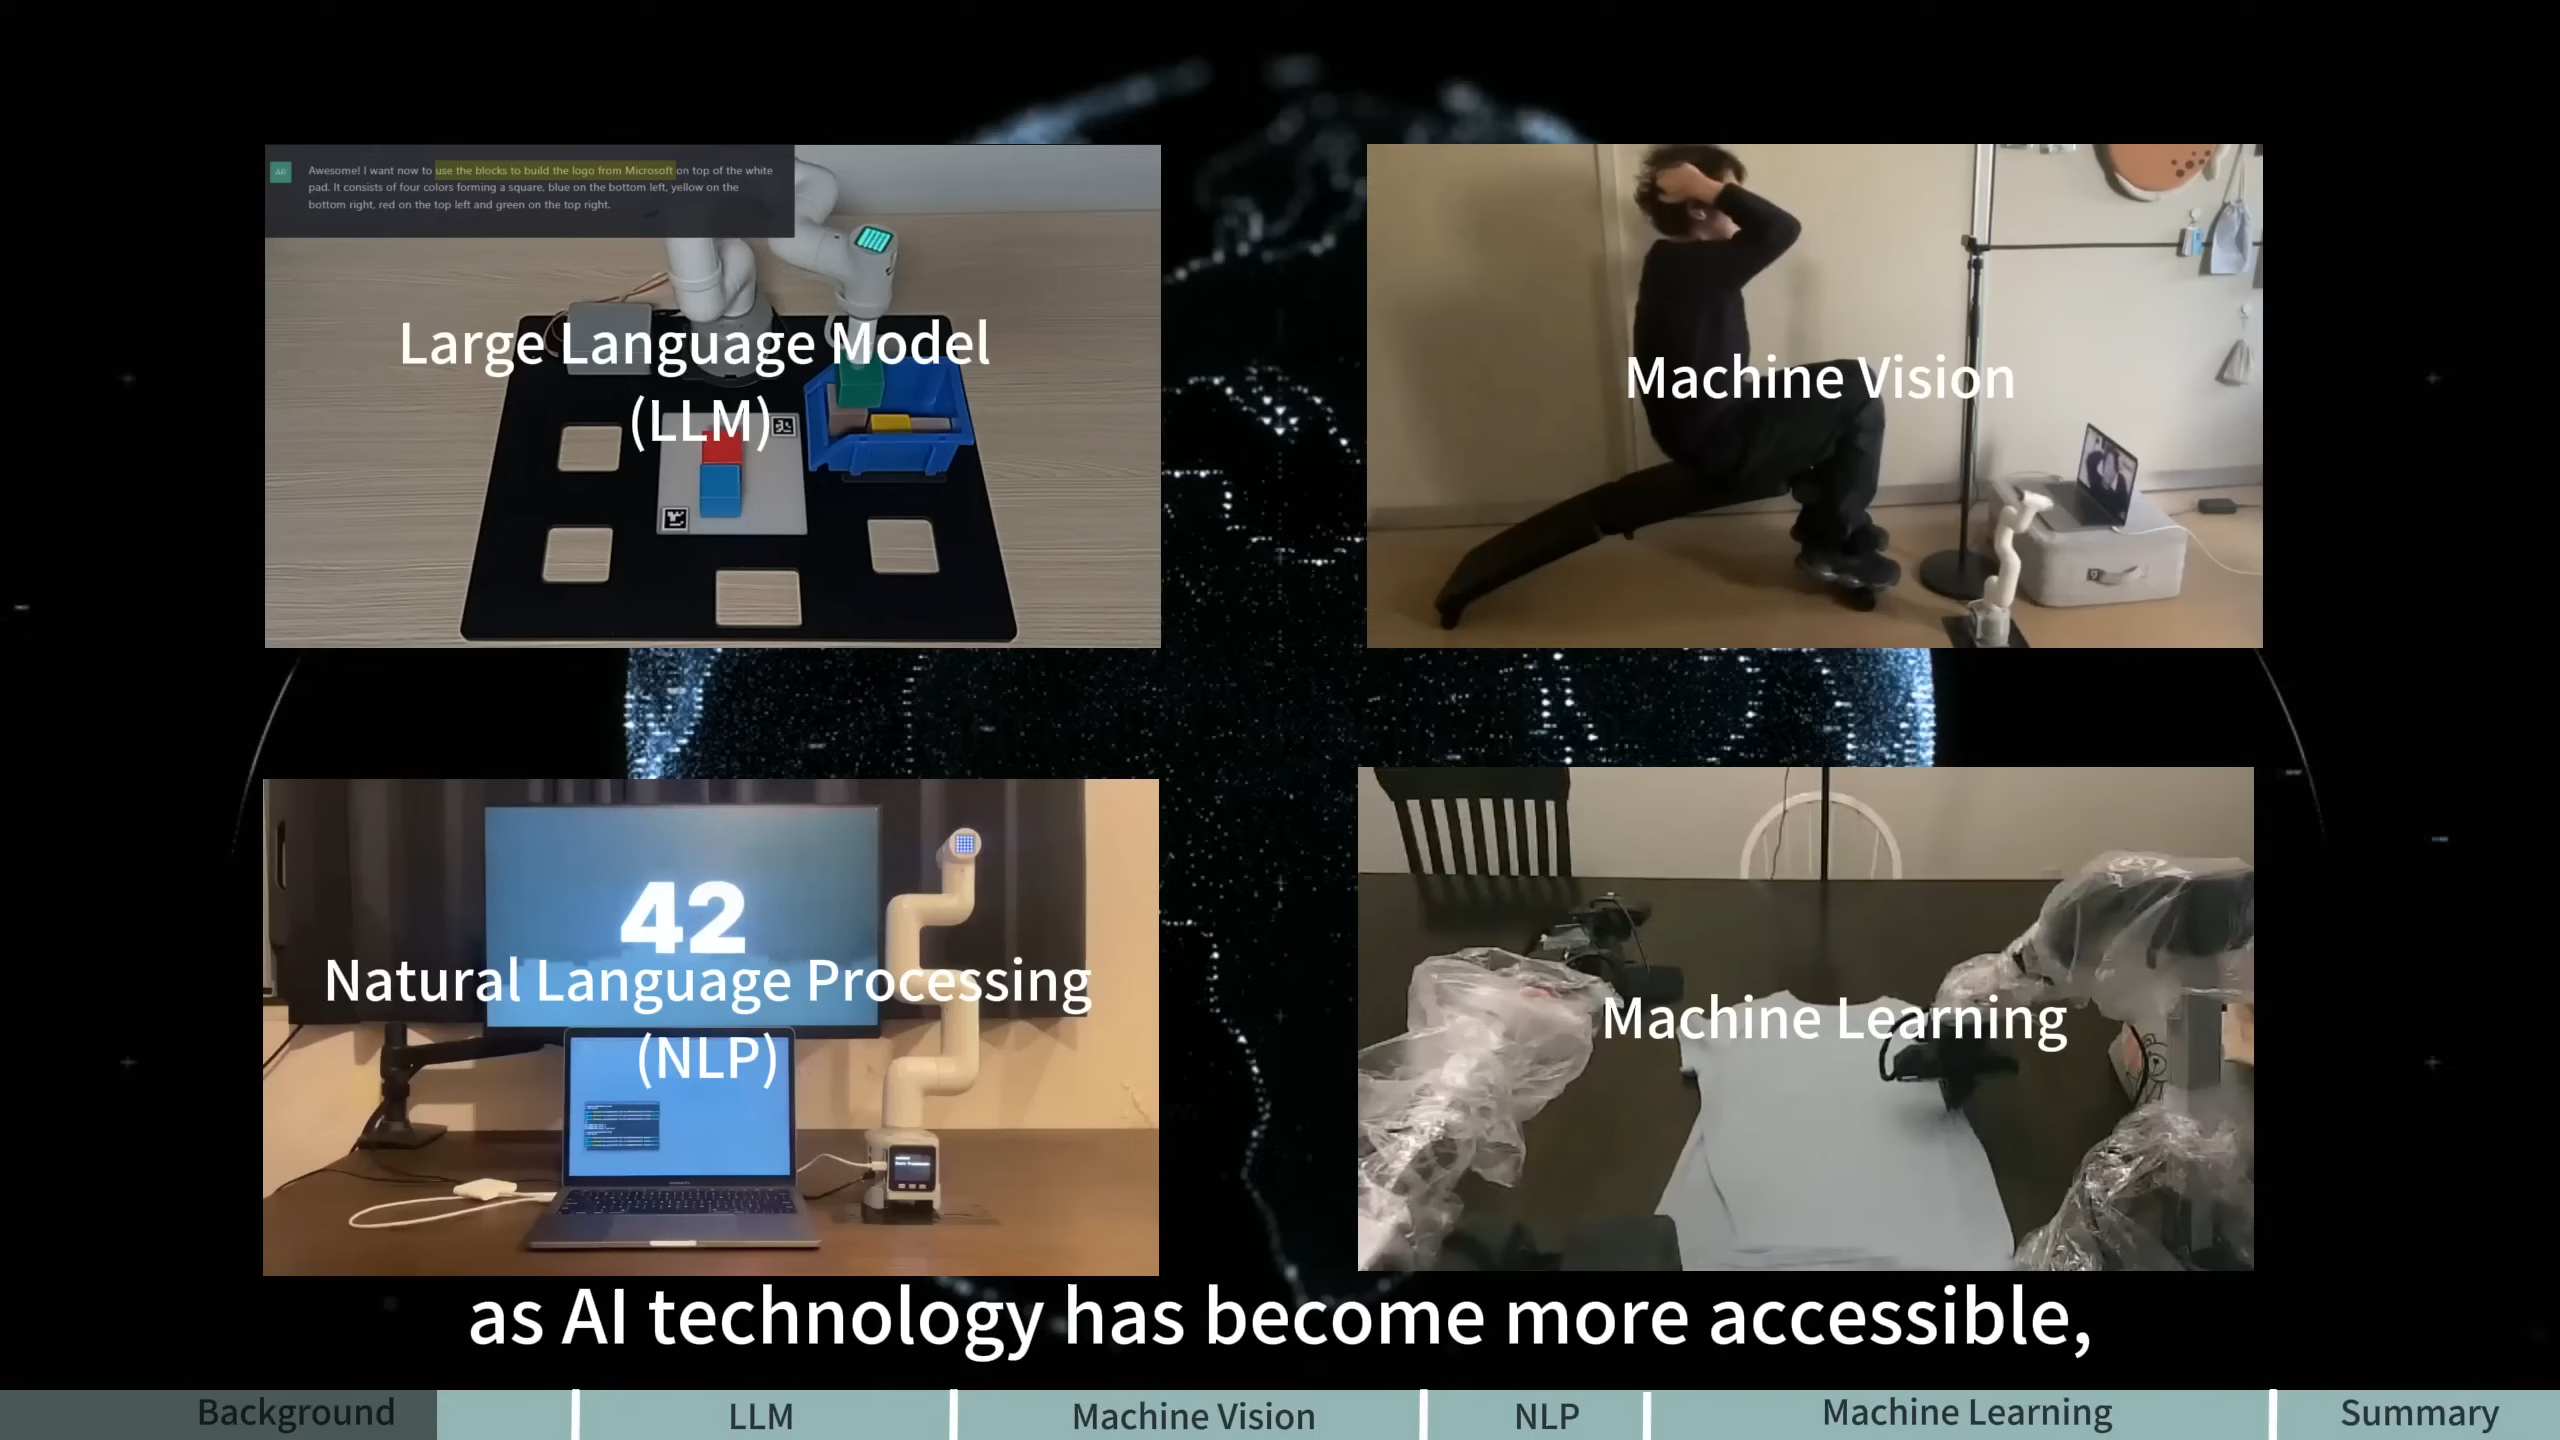 AR
Awesome! I want now to use the blocks to build the logo from Microsoft on top of the white
pad. It consists of four colors forming a square, blue on the bottom left, yellow on the
bottom right, red on the top left and green on the top right.
Large Language Model
(LLM)
Machine Vision
42
Natural Language Processing
(NLP)
Machine Learning
as AI technology has become more accessible,
Background
LLM
Machine Vision
NLP
Machine Learning
Summary